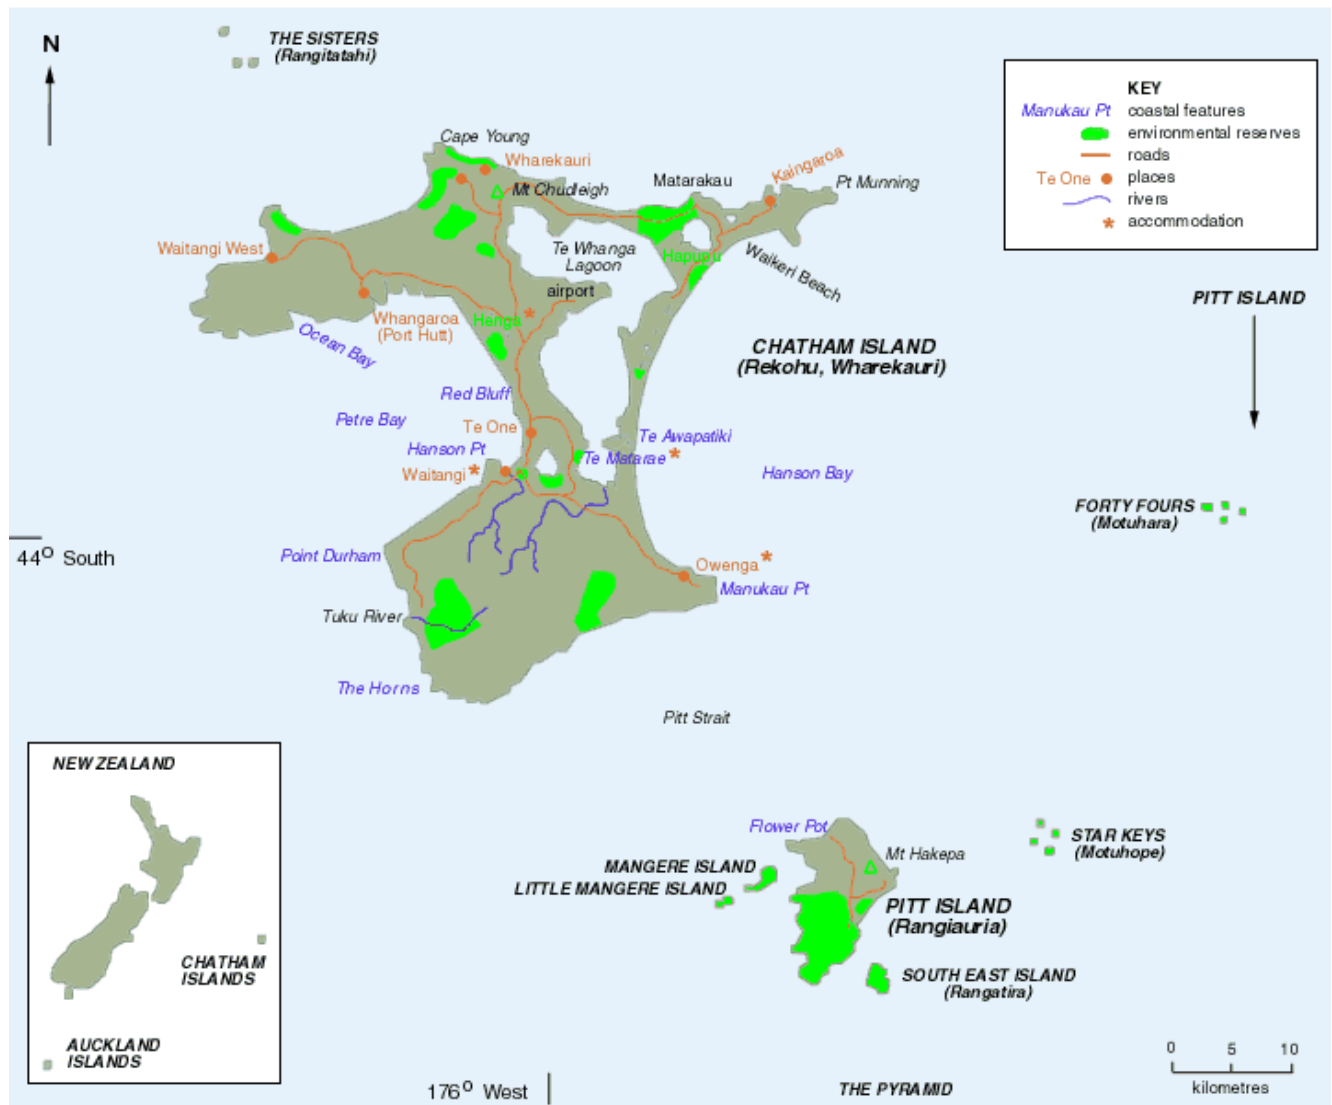 N
THE SISTERS
(Rangitatahi)
KEY
Manukau Pt coastal features
environmental reserves
roads
Te One places
rivers
* accommodation
Cape Young
Wharekauri
Mt Chudleigh
Matarakau
Kaingaroa
Pt Munning
Waitangi West
Te Whanga
Lagoon
Hapupu
Waikeri Beach
airport
PITT ISLAND
Whangaroa
(Port Hutt)
Henga *
Ocean Bay
CHATHAM ISLAND
(Rekohu, Wharekauri)
Red Bluff
Petre Bay
Te One
Hanson Pt
Te Awapatiki
Waitangi *
Te Matarae *
Hanson Bay
FORTY FOURS
(Motuhara)
44o South
Point Durham
Owenga *
Manukau Pt
Tuku River
The Horns
Pitt Strait
NEW ZEALAND
CHATHAM
ISLANDS
AUCKLAND
ISLANDS
Flower Pot
Mt Hakepa
STAR KEYS
(Motuhope)
MANGERE ISLAND
LITTLE MANGERE ISLAND
PITT ISLAND
(Rangiauria)
SOUTH EAST ISLAND
(Rangatira)
0 5 10
kilometres
176o West
THE PYRAMID